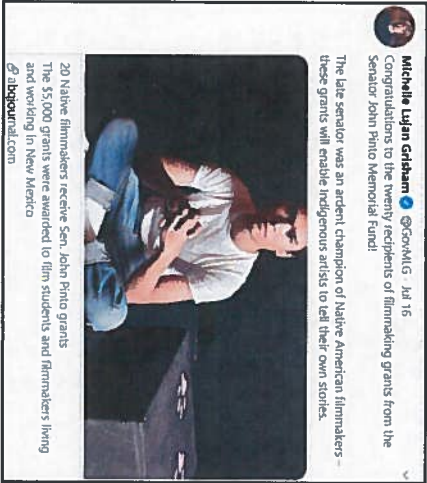 Michelle Lujan Grisham @GovMLG · Jul 16
Congratulations to the twenty recipients of filmmaking grants from the
Senator John Pinto Memorial Fund!
The late senator was an ardent champion of Native American filmmakers –
these grants will enable Indigenous artists to tell their own stories.
20 Native filmmakers receive Sen. John Pinto grants
The $5,000 grants were awarded to film students and filmmakers living
and working in New Mexico
abqjournal.com